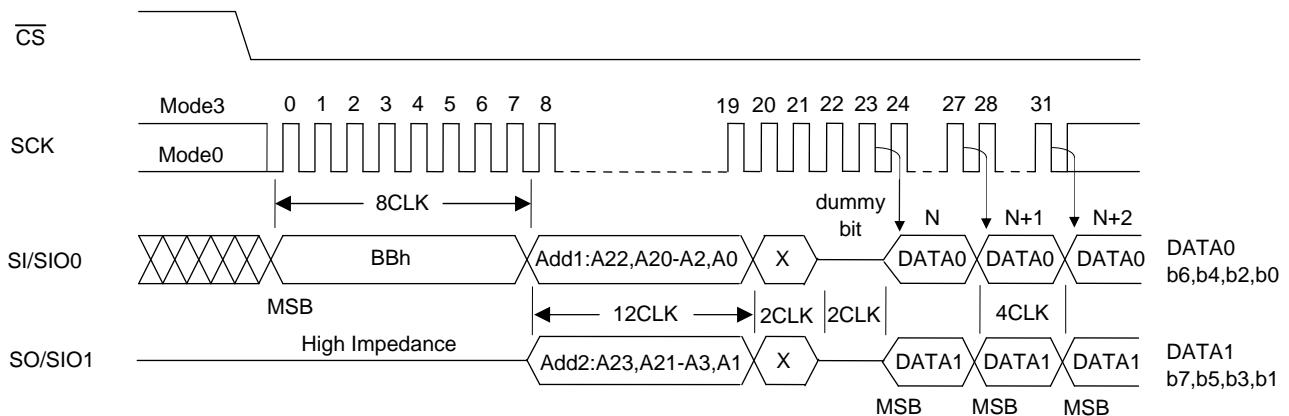 CS
Mode3 0 1 2 3 4 5 6 7 8 19 20 21 22 23 24 27 28 31
SCK
Mode0
8CLK dummy bit N N+1 N+2
SI/SIO0 BBh Add1:A22,A20-A2,A0 X DATA0 DATA0 DATA0 DATA0
b6,b4,b2,b0
MSB 12CLK 2CLK 2CLK 4CLK
High Impedance
SO/SIO1 Add2:A23,A21-A3,A1 X DATA1 DATA1 DATA1 DATA1
b7,b5,b3,b1
MSB MSB MSB